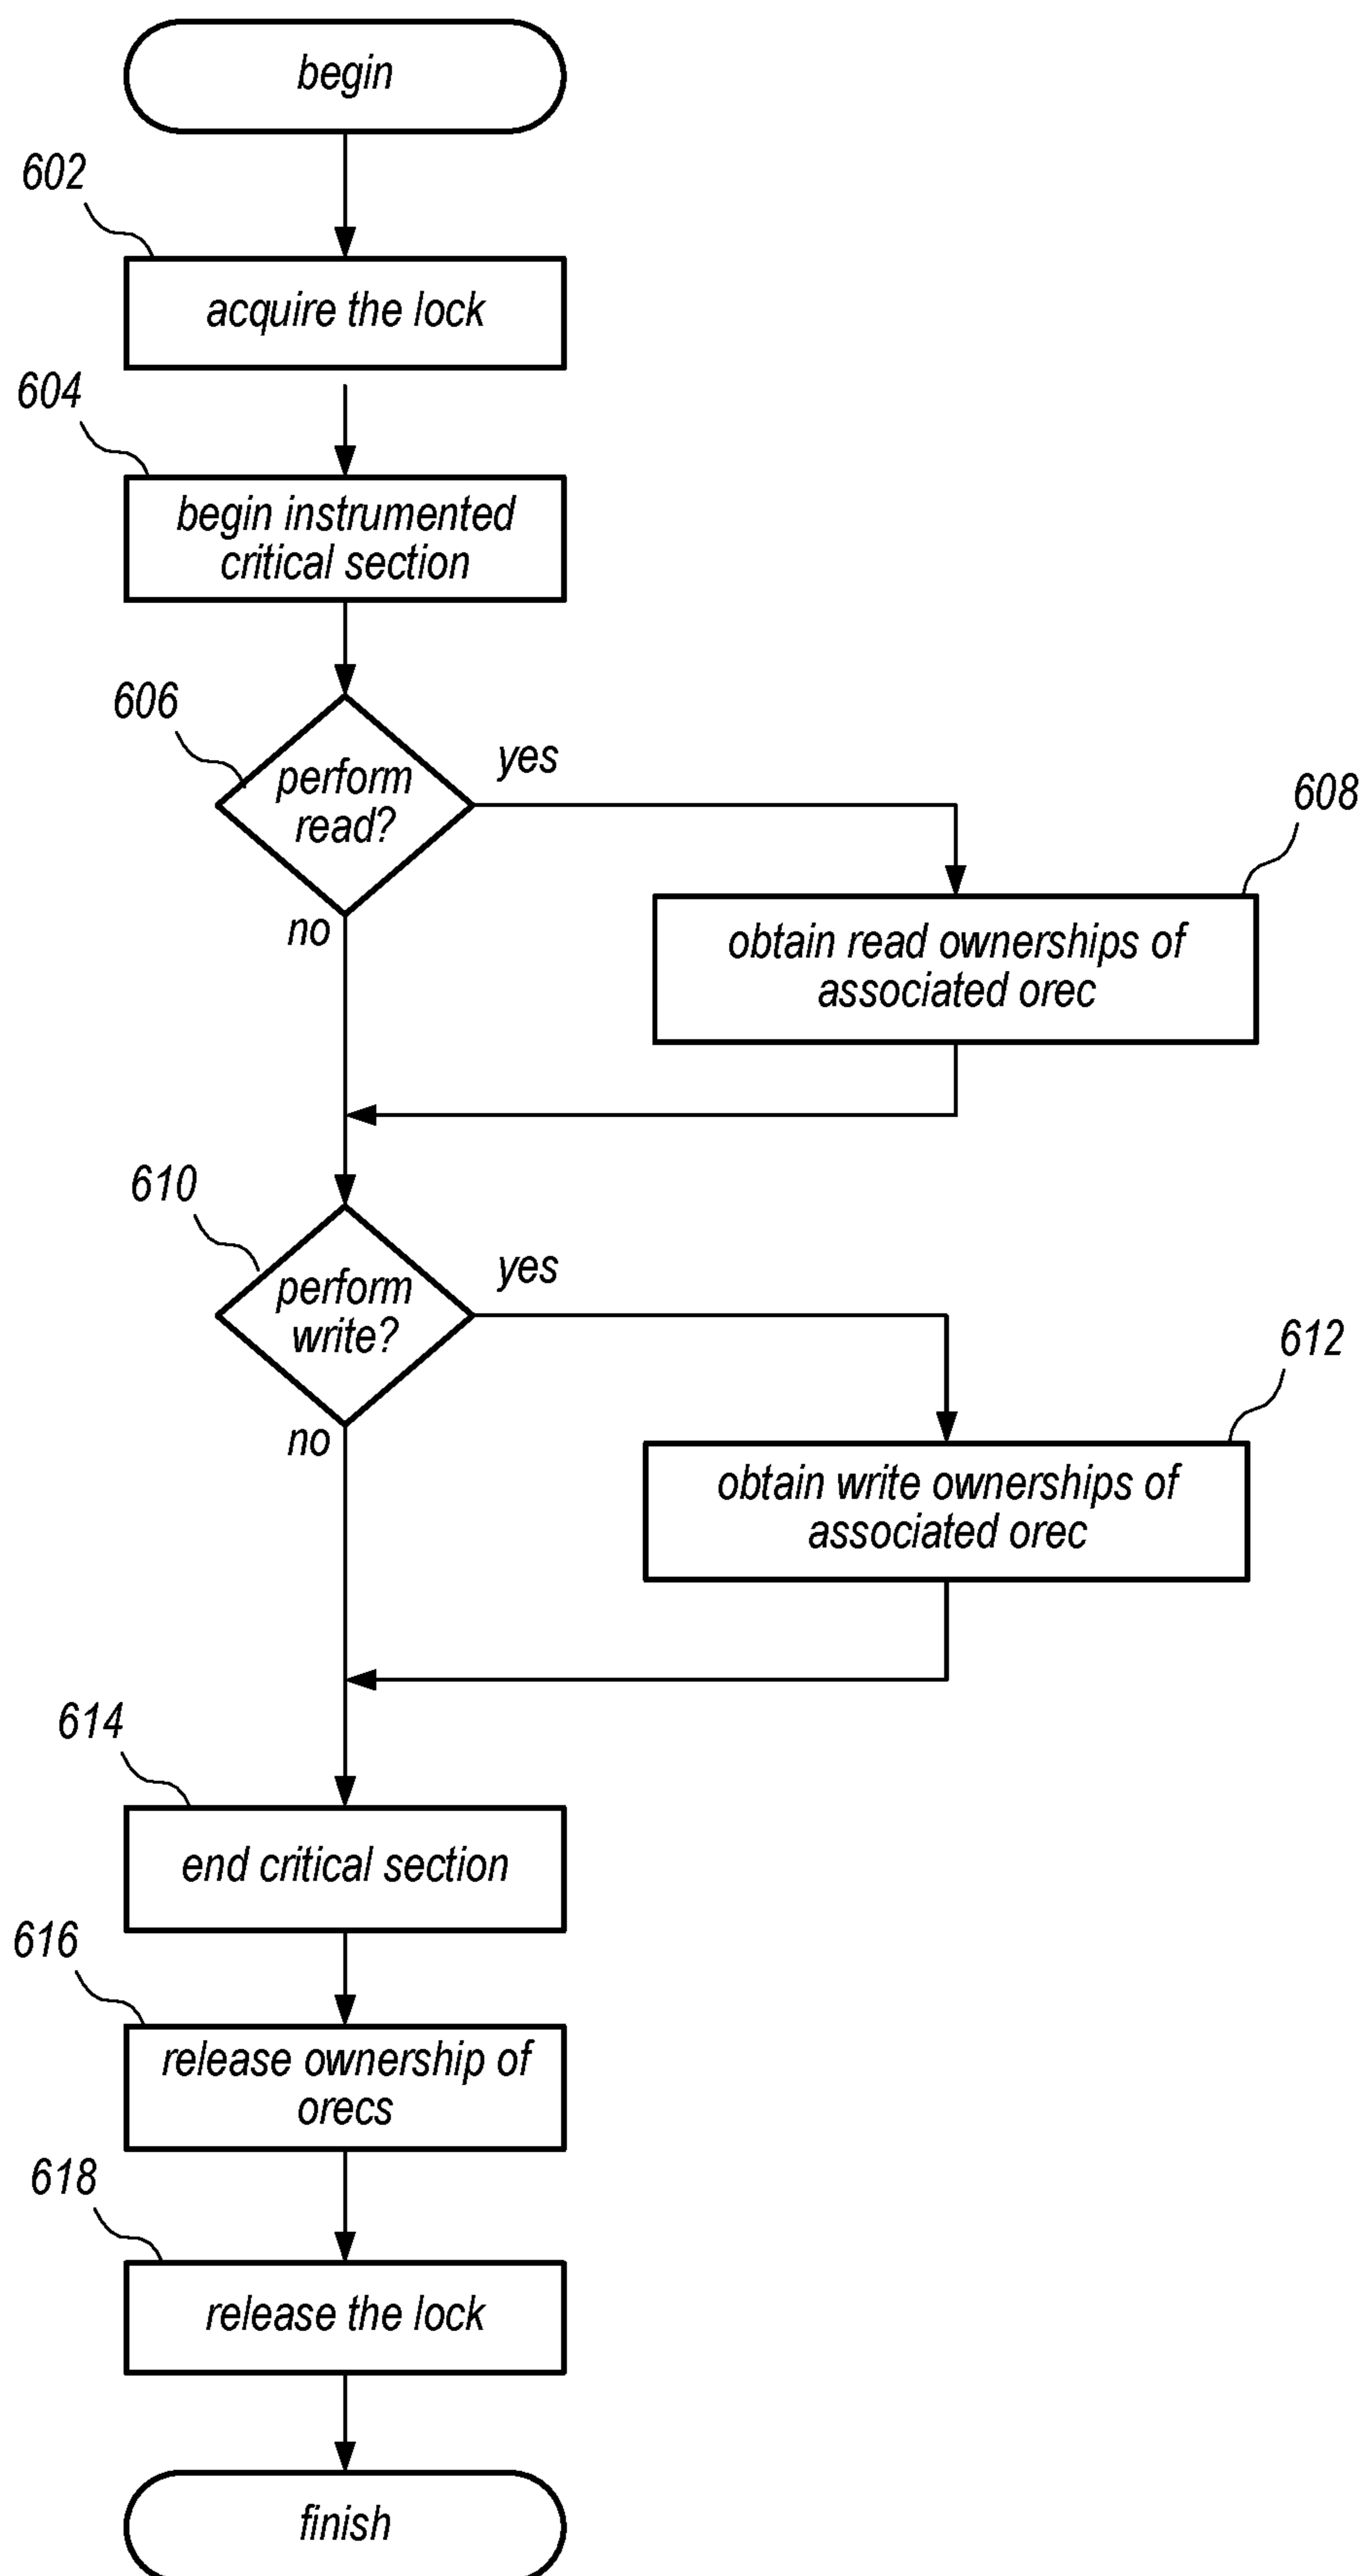 begin
602
acquire the lock
604
begin instrumented
critical section
606
perform
read?
yes
no
608
obtain read ownerships of
associated orec
610
perform
write?
yes
no
612
obtain write ownerships of
associated orec
614
end critical section
616
release ownership of
orecs
618
release the lock
finish